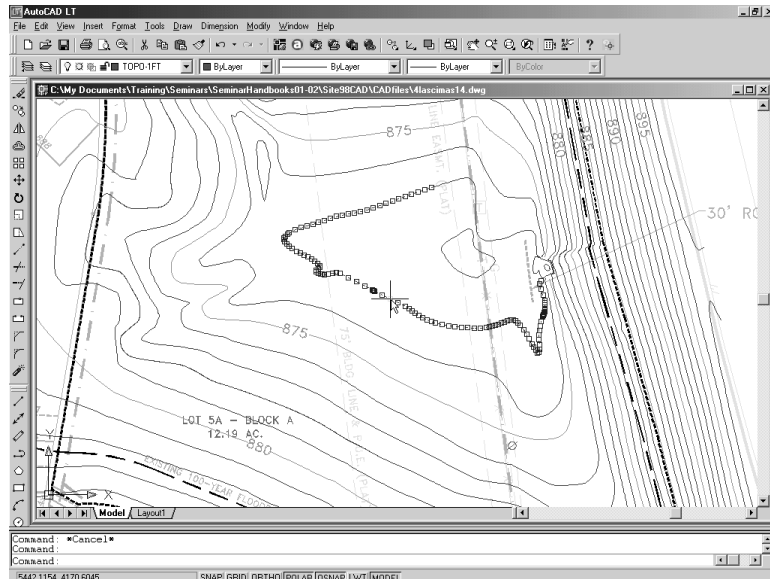 AutoCAD LT
File Edit View Insert Format Tools Draw Dimension Modify Window Help
TOPO-1FT
ByLayer
ByLayer
ByLayer
ByColor
C:\My Documents\Training\Seminars\SeminarHandbooks01-02\Site98CAD\CADfiles\4lascimas14.dwg
875
880
885
890
895
868
(PLAT)
30' RO
875
LOT 5A - BLOCK A
12.19 AC.
880
EXISTING 100-YEAR FLOOD
Y
X
Model
Layout1
Command: *Cancel*
Command:
Command:
5442.1154, 4170.6045
SNAP GRID ORTHO POLAR OSNAP LWT MODEL